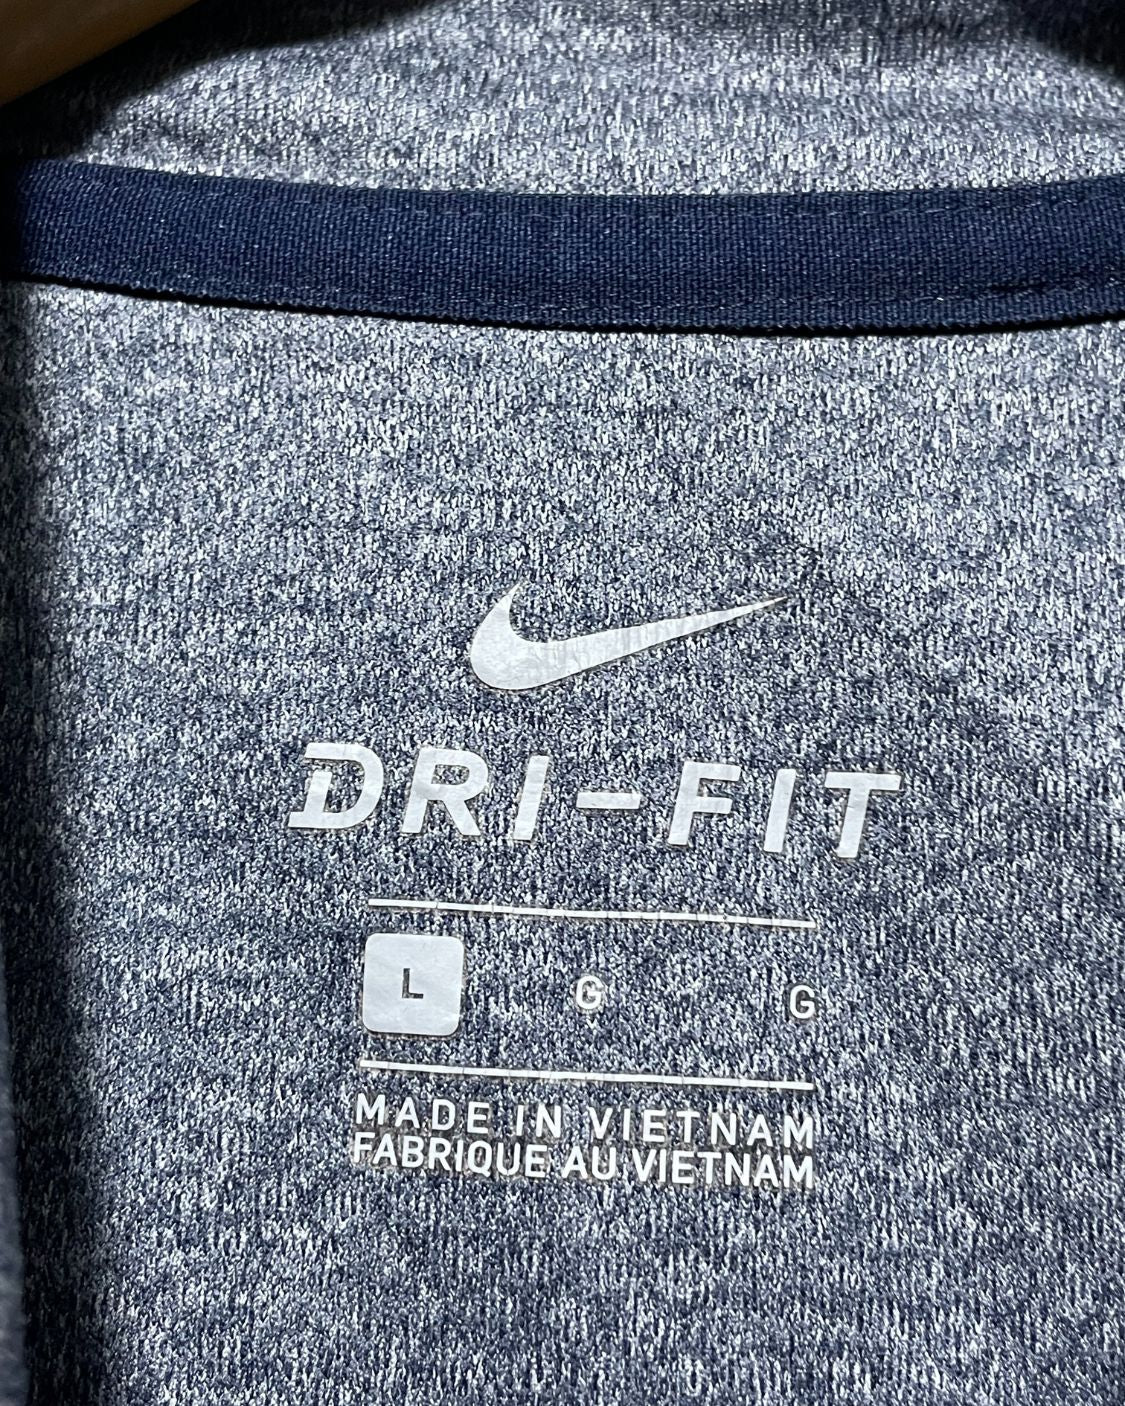 DRI-FIT
L G G
MADE IN VIETNAM
FABRIQUE AU VIETNAM